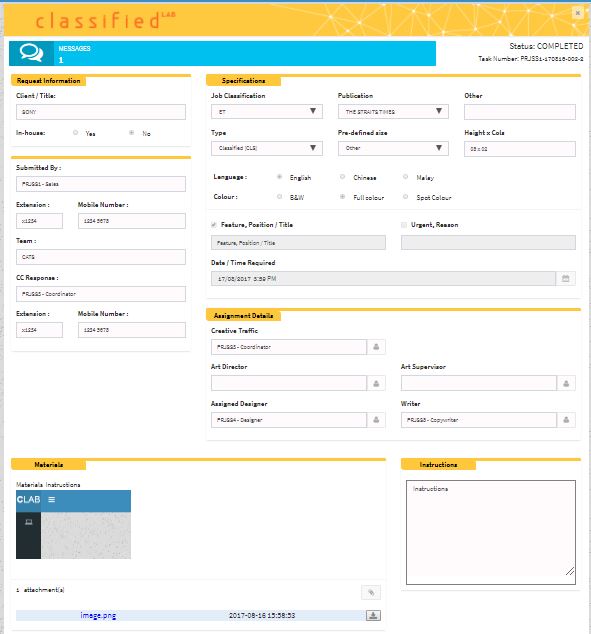 classified LAB
MESSAGES
1
Status: COMPLETED
Task Number: PRJSS1-170816-002-2
Request Information
Client / Title:
SONY
In-house: Yes No
Submitted By :
PRJSS1 - Sales
Extension : Mobile Number :
x1234 1234 5678
Team :
CATS
CC Response :
PRJSS3 - Coordinator
Extension : Mobile Number :
x1234 1234 5678
Specifications
Job Classification Publication Other
ET THE STRAITS TIMES
Type Pre-defined size Height x Cols
Classified (CLS) Other 05 x 02
Language : English Chinese Malay
Colour : B&W Full colour Spot Colour
Feature, Position / Title Urgent, Reason
Feature, Position / Title
Date / Time Required
17/08/2017 3:59 PM
Assignment Details
Creative Traffic
PRJSS3 - Coordinator
Art Director Art Supervisor
Assigned Designer Writer
PRJSS4 - Designer PRJSS5 - Copywriter
Materials
Materials Instructions
CLAB
1 attachment(s)
image.png 2017-08-16 15:58:53
Instructions
Instructions